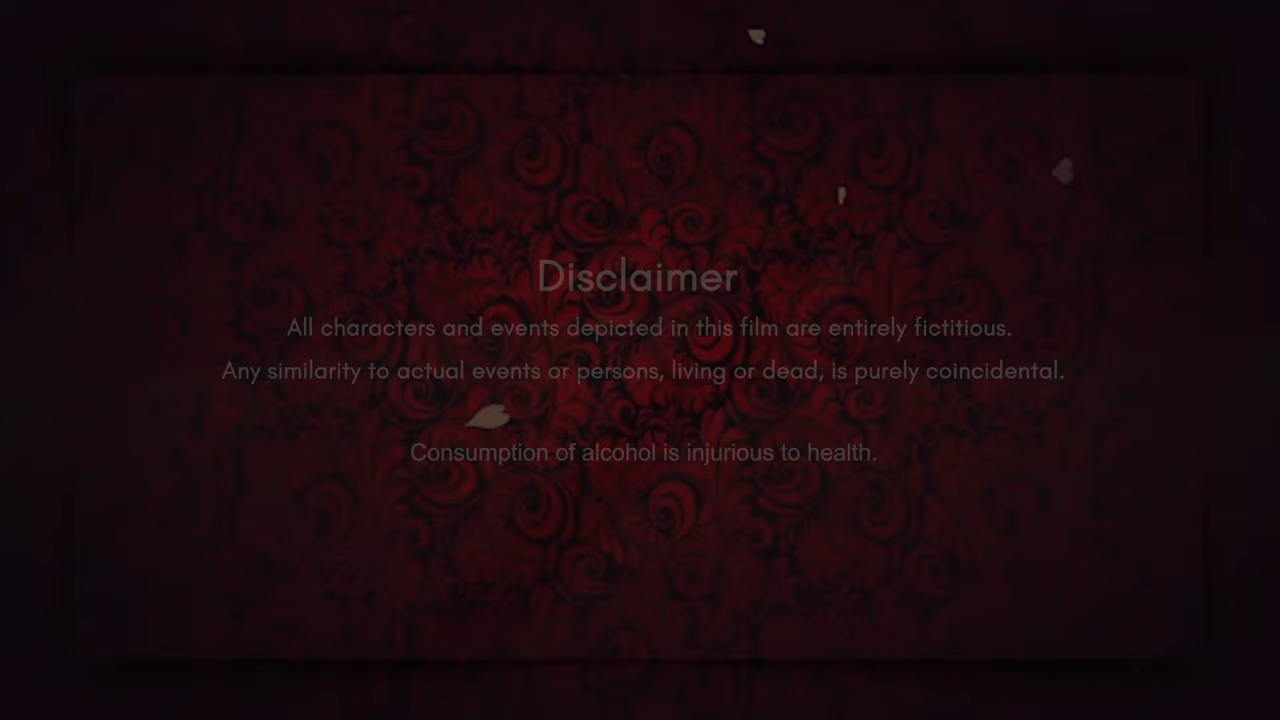 Disclaimer
All characters and events depicted in this film are entirely fictitious.
Any similarity to actual events or persons, living or dead, is purely coincidental.
Consumption of alcohol is injurious to health.